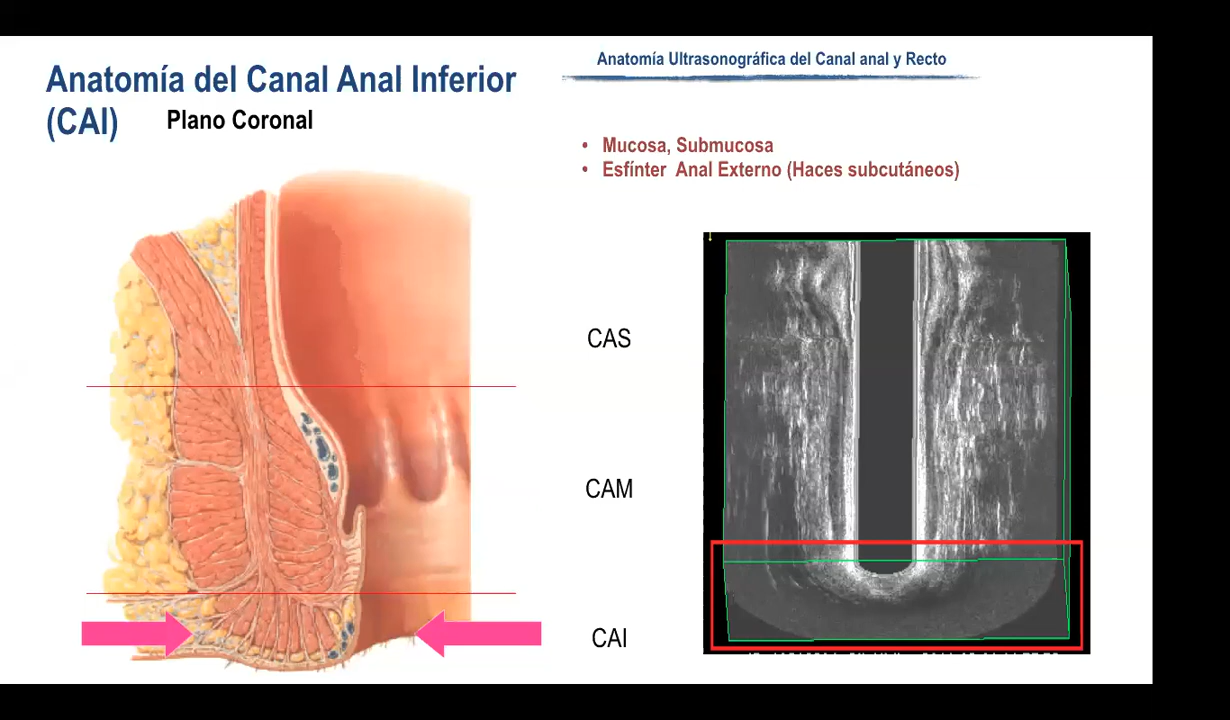 Anatomía del Canal Anal Inferior
(CAI)
Plano Coronal
Anatomía Ultrasonográfica del Canal anal y Recto
• Mucosa, Submucosa
• Esfínter Anal Externo (Haces subcutáneos)
CAS
CAM
CAI